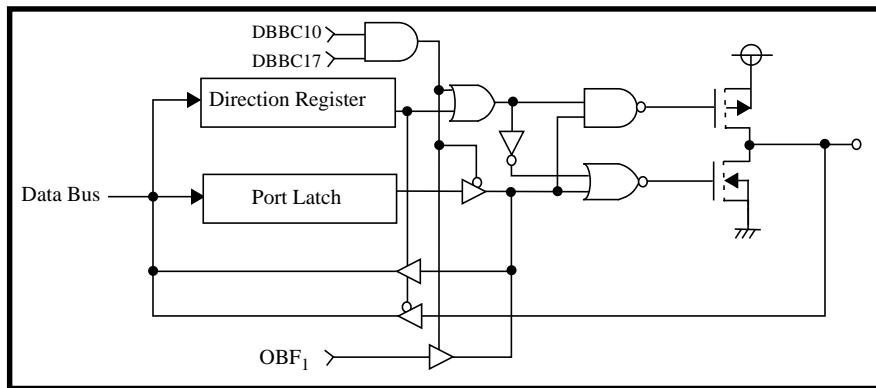 DBBC10
DBBC17
Direction Register
Data Bus
Port Latch
OBF1